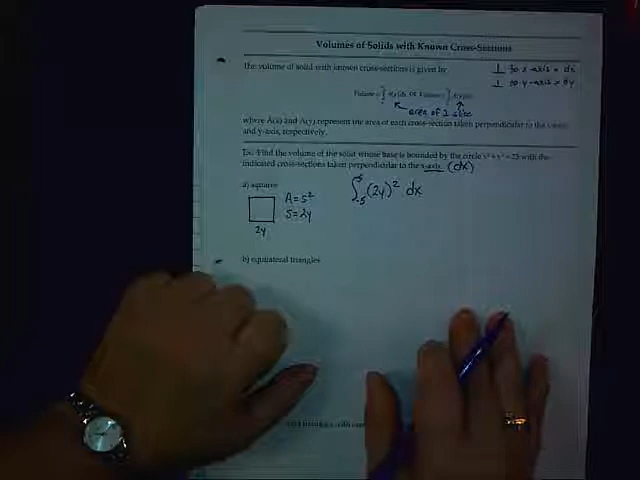 Volumes of Solids with Known Cross-Sections
The volume of solid with known cross-sections is given by
⊥ to x-axis = dx
⊥ to y-axis = dy
area of 1 slice
where A(x) and A(y) represent the area of each cross-section taken perpendicular to the x-axis
and y-axis, respectively.
Ex: Find the volume of the solid whose base is bounded by the circle x² + y² = 25 with the
indicated cross-sections taken perpendicular to the x-axis. (dx)
a) squares
A = s²
s = 2y
2y
∫₋₅⁵ (2y)² dx
b) equilateral triangles